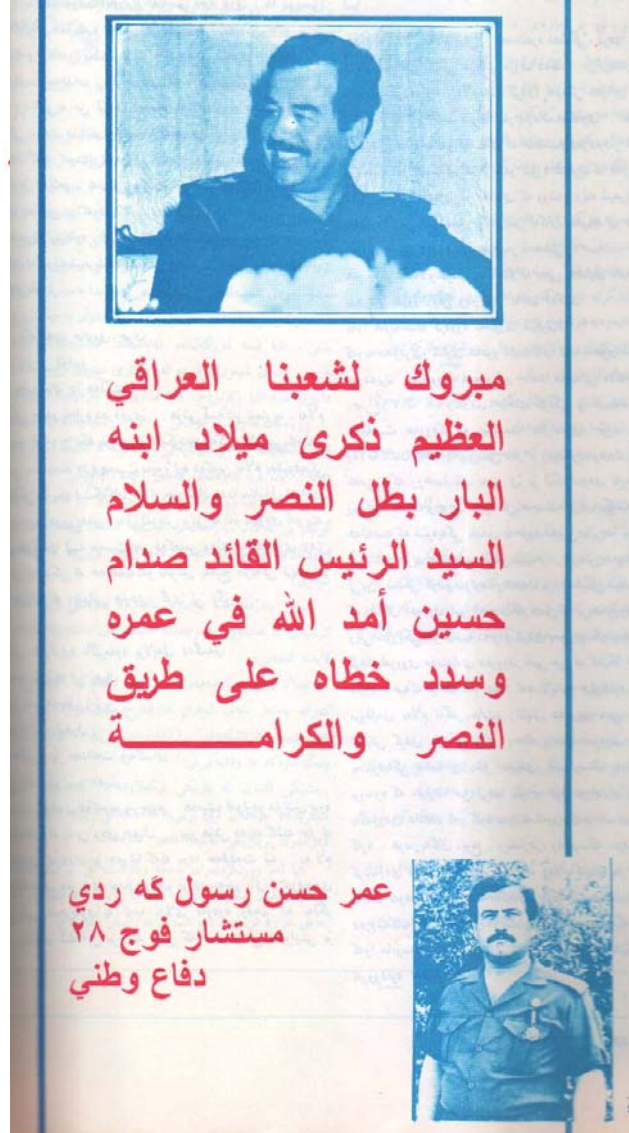 مبروك لشعبنا العراقي
العظيم ذكرى ميلاد ابنه
البار بطل النصر والسلام
السيد الرئيس القائد صدام
حسين أمد الله في عمره
وسدد خطاه على طريق
النصر والكرامـــــــــة
عمر حسن رسول گه ردي
مستشار فوج ٢٨
دفاع وطني